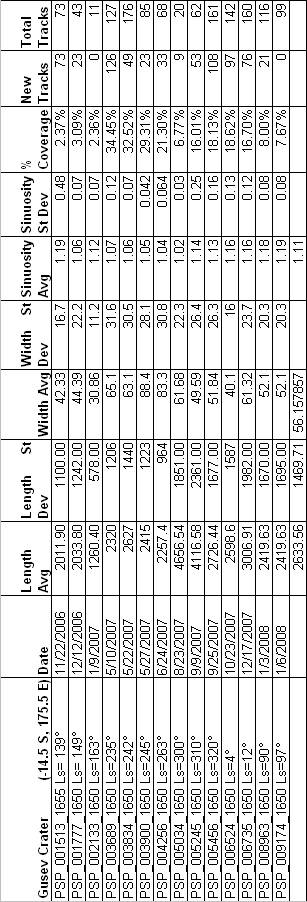 Gusev Crater (-14.5 S, 175.5 E) Date Length Avg Length St Dev Width Avg Width St Dev Sinuosity Avg Sinuosity St Dev % Coverage New Tracks Total Tracks
PSP_001513_1655 Ls=139° 11/22/2006 2011.90 1100.00 42.33 16.7 1.19 0.48 2.37% 73 73
PSP_001777_1650 Ls=149° 12/12/2006 2033.80 1242.00 44.39 22.2 1.06 0.07 3.09% 23 43
PSP_002133_1650 Ls=163° 1/9/2007 1260.40 578.00 30.86 11.2 1.12 0.07 2.36% 0 11
PSP_003689_1650 Ls=235° 5/10/2007 2320 1206 65.1 31.6 1.07 0.12 34.45% 126 127
PSP_003834_1650 Ls=242° 5/22/2007 2627 1440 63.1 30.5 1.06 0.07 32.52% 49 176
PSP_003900_1650 Ls=245° 5/27/2007 2415 1223 88.4 28.1 1.05 0.042 29.31% 23 85
PSP_004256_1650 Ls=263° 6/24/2007 2257.4 964 83.3 30.8 1.04 0.064 21.30% 33 68
PSP_005034_1650 Ls=300° 8/23/2007 4656.54 1851.00 61.68 22.3 1.02 0.03 6.77% 9 20
PSP_005245_1650 Ls=310° 9/9/2007 4116.58 2361.00 49.59 26.4 1.14 0.25 16.01% 53 62
PSP_005456_1650 Ls=320° 9/25/2007 2726.44 1677.00 51.84 26.3 1.13 0.16 18.13% 108 161
PSP_006524_1650 Ls=4° 10/23/2007 2598.6 1587 40.1 16 1.16 0.13 18.62% 97 142
PSP_006795_1650 Ls=12° 12/17/2007 3006.91 1982.00 61.32 23.7 1.16 0.12 16.70% 76 160
PSP_008963_1650 Ls=90° 1/3/2008 2419.63 1670.00 52.1 20.3 1.18 0.08 8.00% 21 116
PSP_009174_1650 Ls=97° 1/6/2008 2419.63 1695.00 52.1 20.3 1.19 0.08 7.67% 0 99
2633.56 1469.71 56.157857 1.11